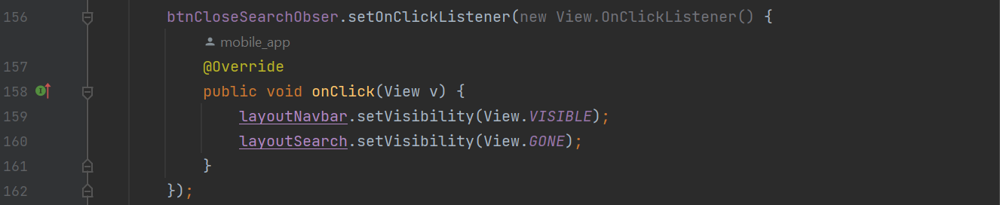 156 btnCloseSearchObser.setOnClickListener(new View.OnClickListener() {
mobile_app
157 @Override
158 public void onClick(View v) {
159 layoutNavbar.setVisibility(View.VISIBLE);
160 layoutSearch.setVisibility(View.GONE);
161 }
162 });